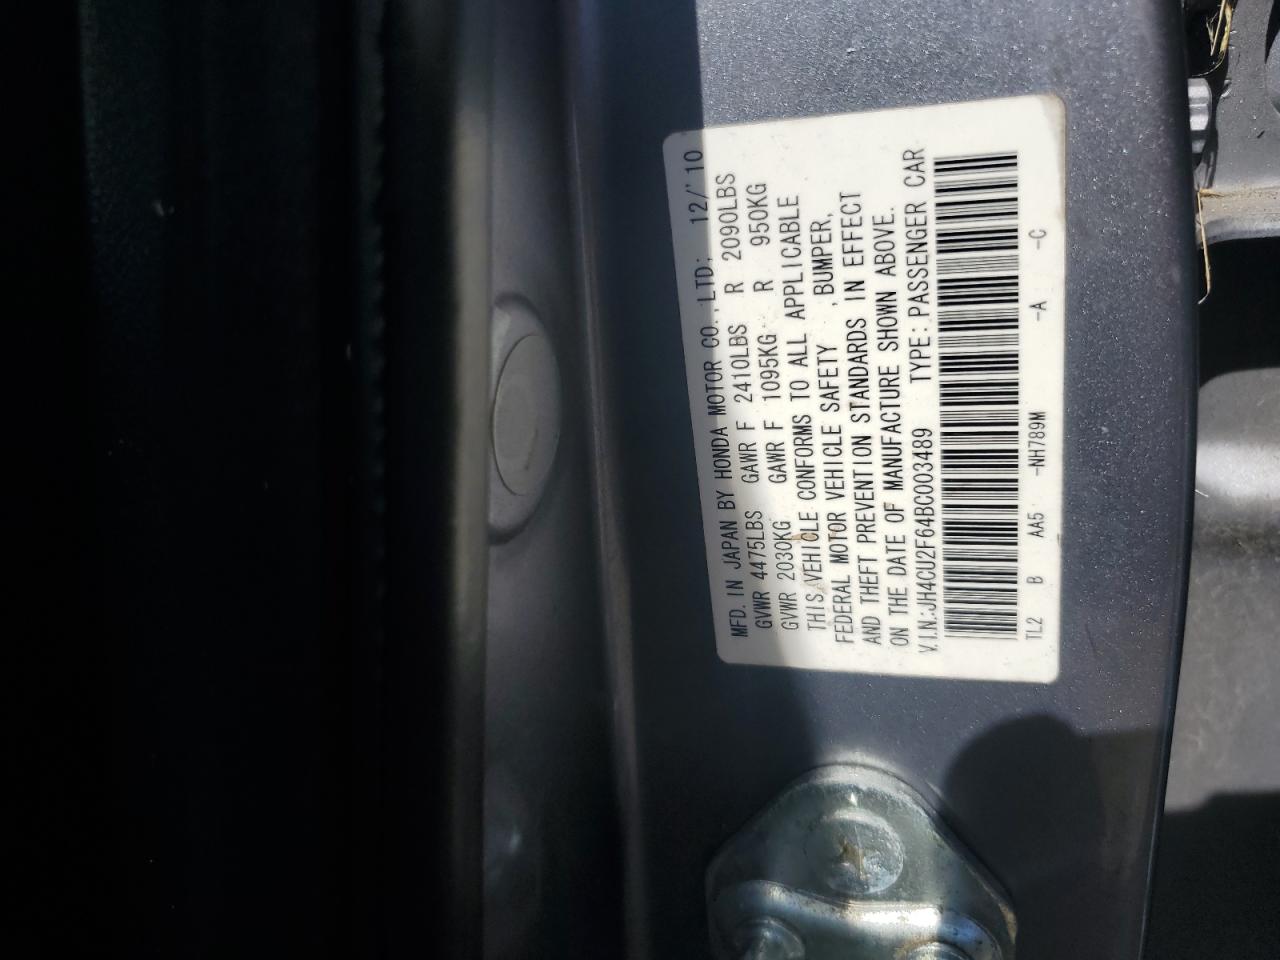 MFD. IN JAPAN BY HONDA MOTOR CO., LTD; 12/'10
GVWR 4475LBS GAWR F 2410LBS R 2090LBS
GVWR 2030KG GAWR F 1095KG R 950KG
THIS VEHICLE CONFORMS TO ALL APPLICABLE
FEDERAL MOTOR VEHICLE SAFETY ,BUMPER,
AND THEFT PREVENTION STANDARDS IN EFFECT
ON THE DATE OF MANUFACTURE SHOWN ABOVE.
V.I.N.:JH4CU2F64BC003489 TYPE:PASSENGER CAR
TL2 B AA5 -NH789M -A -C